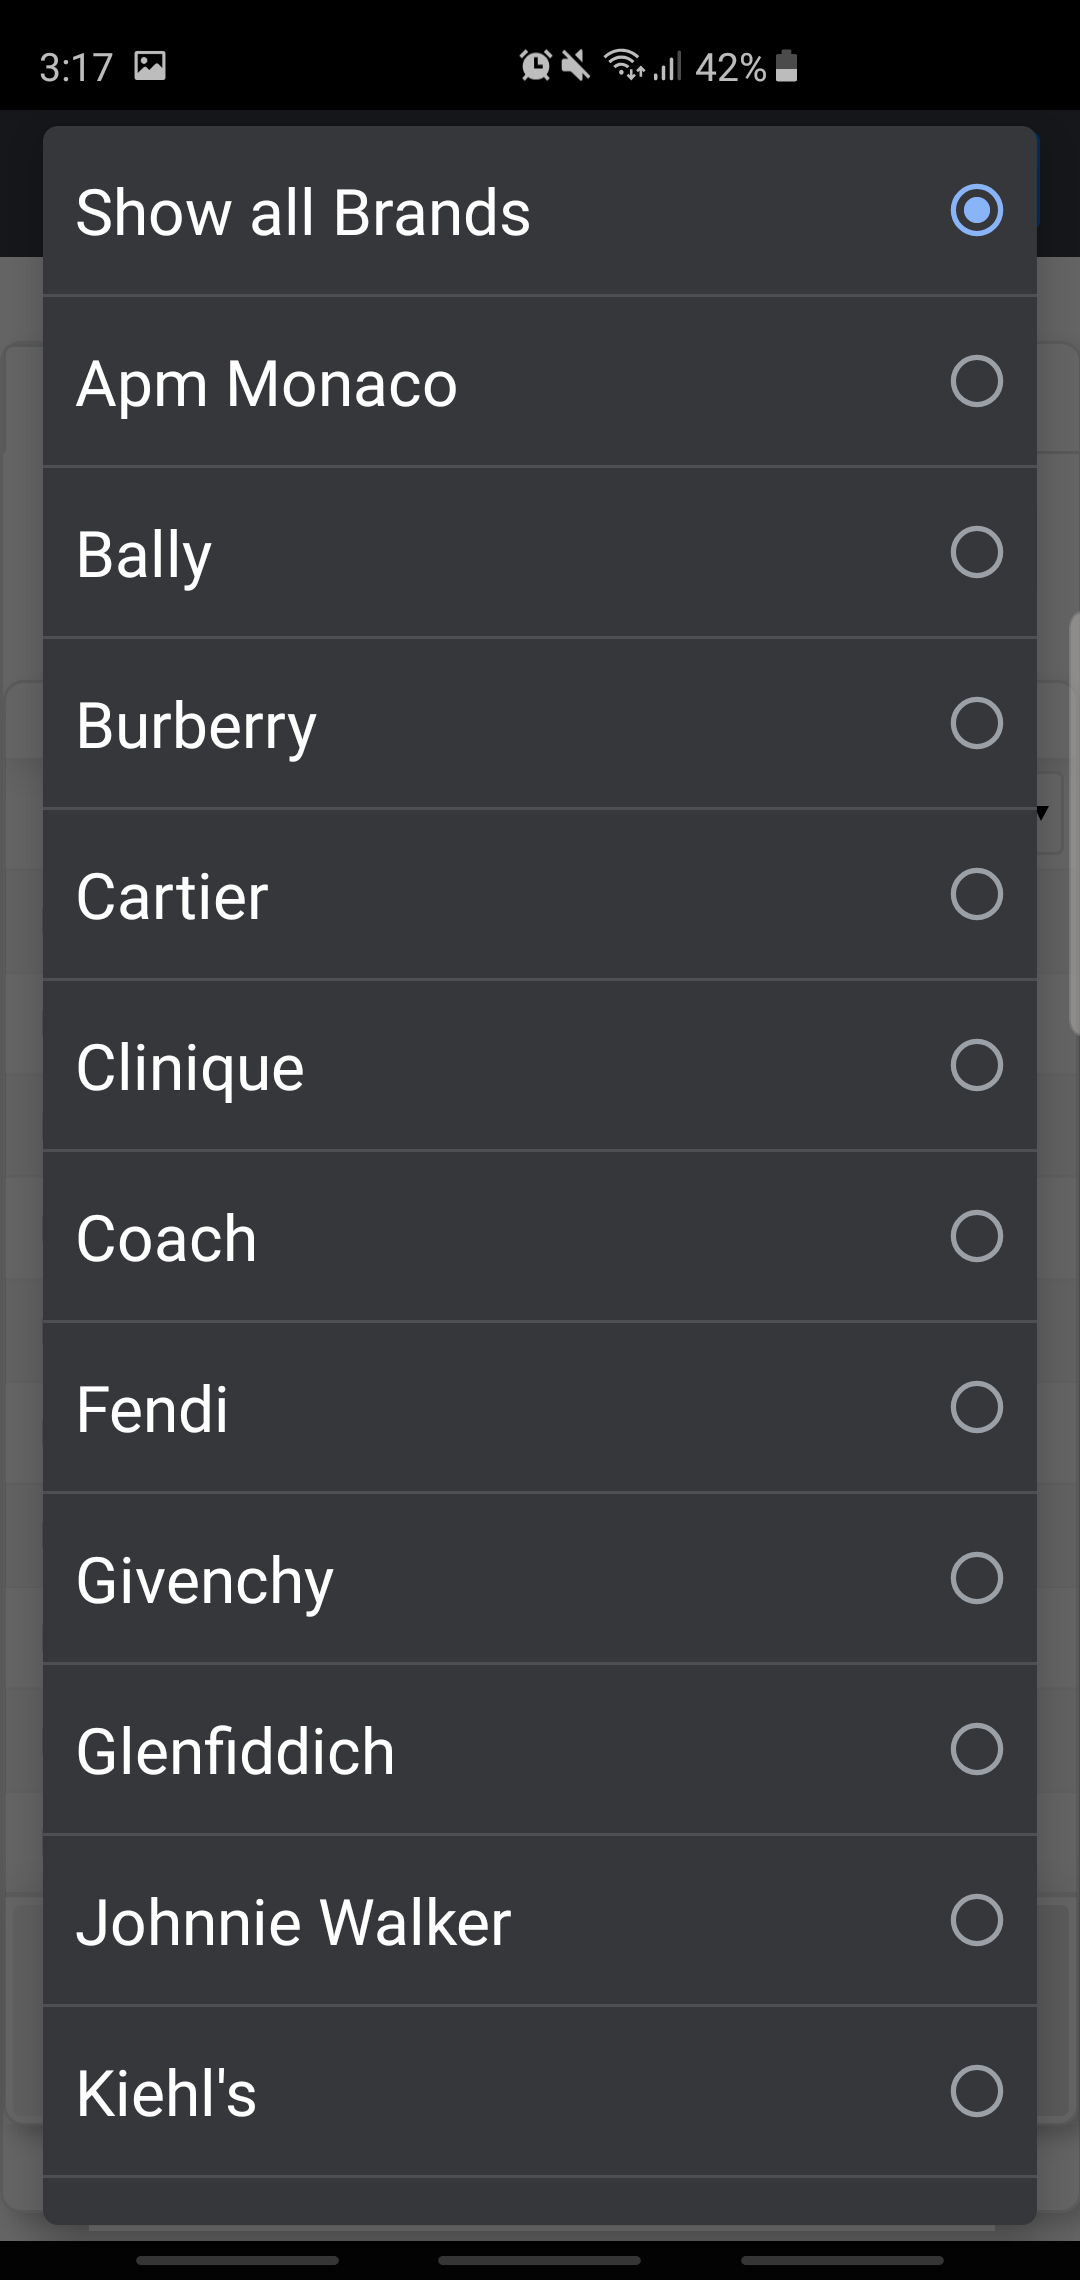 3:17 42%
Show all Brands
Apm Monaco
Bally
Burberry
Cartier
Clinique
Coach
Fendi
Givenchy
Glenfiddich
Johnnie Walker
Kiehl's